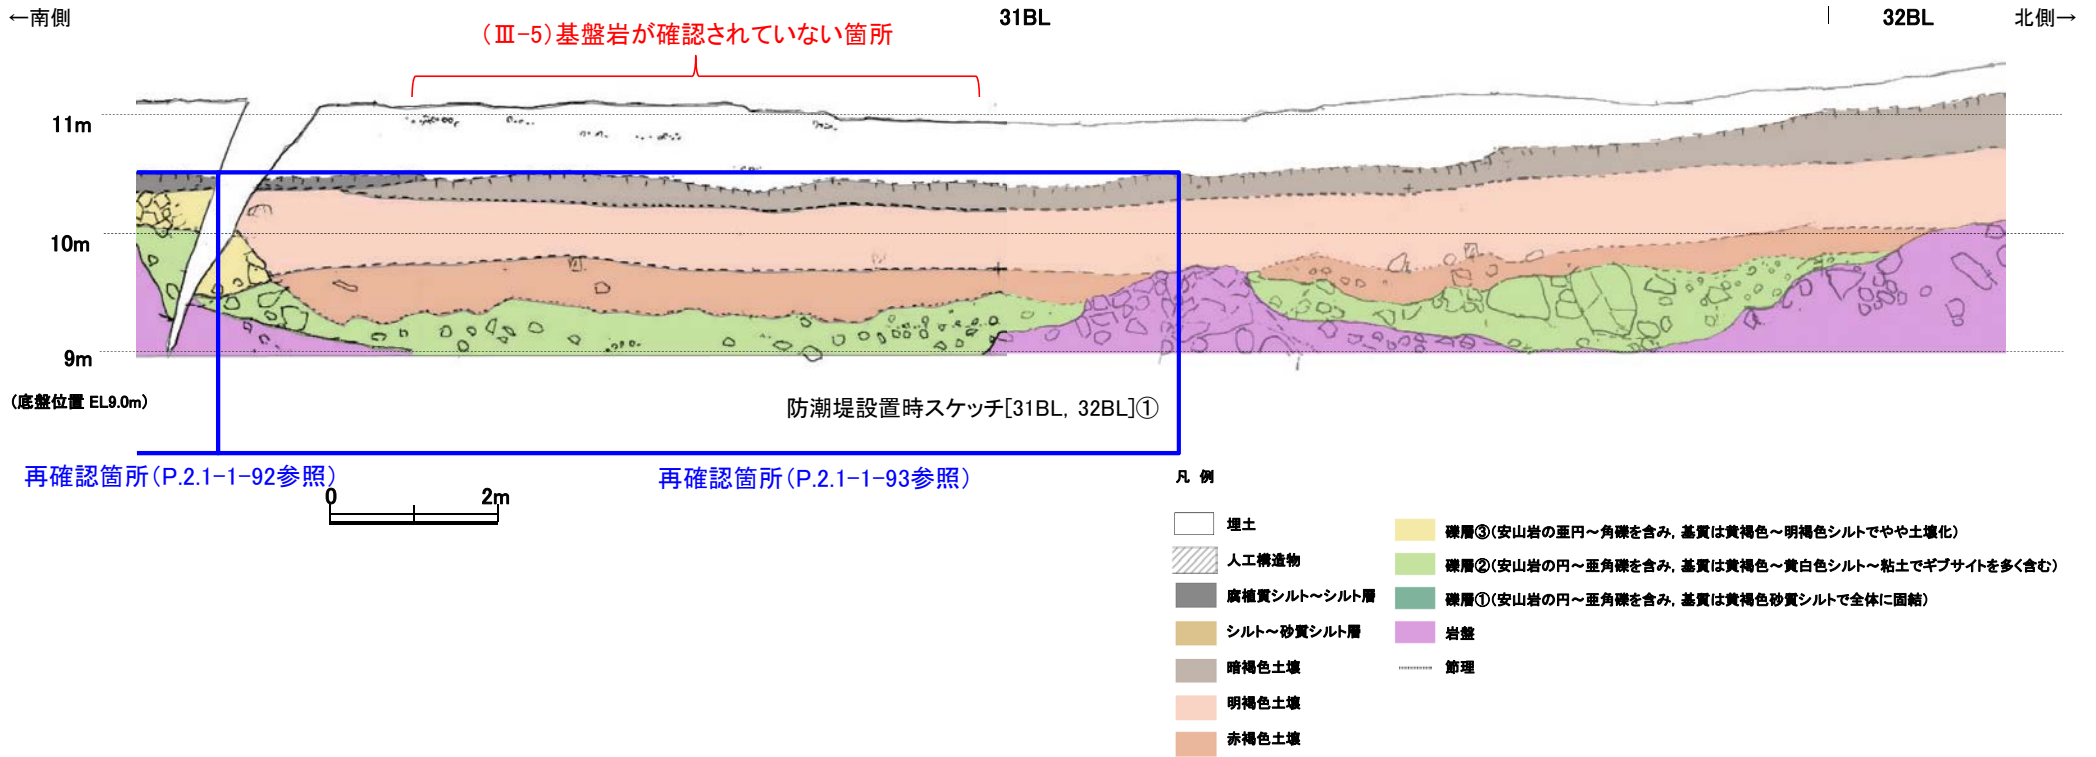 ←南側
31BL
32BL
北側→
(Ⅲ-5)基盤岩が確認されていない箇所
11m
10m
9m
(底盤位置 EL9.0m)
防潮堤設置時スケッチ[31BL, 32BL]①
再確認箇所(P.2.1-1-92参照)
再確認箇所(P.2.1-1-93参照)
0
2m
凡 例
埋土
人工構造物
腐植質シルト～シルト層
シルト～砂質シルト層
暗褐色土壌
明褐色土壌
赤褐色土壌
礫層③(安山岩の亜円～角礫を含み, 基質は黄褐色～明褐色シルトでやや土壌化)
礫層②(安山岩の円～亜角礫を含み, 基質は黄褐色～黄白色シルト～粘土でギブサイトを多く含む)
礫層①(安山岩の円～亜角礫を含み, 基質は黄褐色砂質シルトで全体に固結)
岩盤
節理